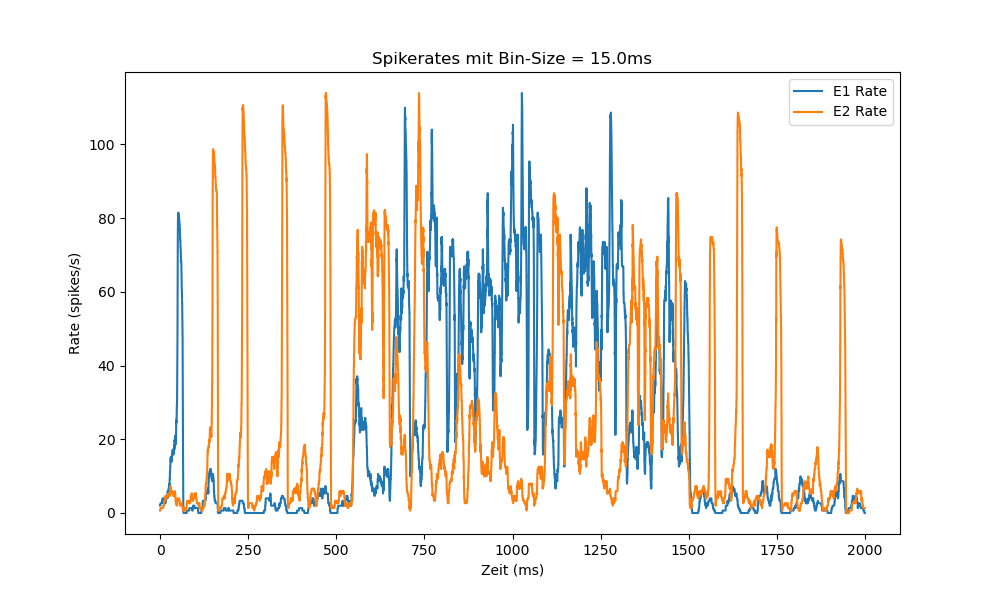 Spikerates mit Bin-Size = 15.0ms
E1 Rate
E2 Rate
Rate (spikes/s)
100
80
60
40
20
0
0 250 500 750 1000 1250 1500 1750 2000
Zeit (ms)